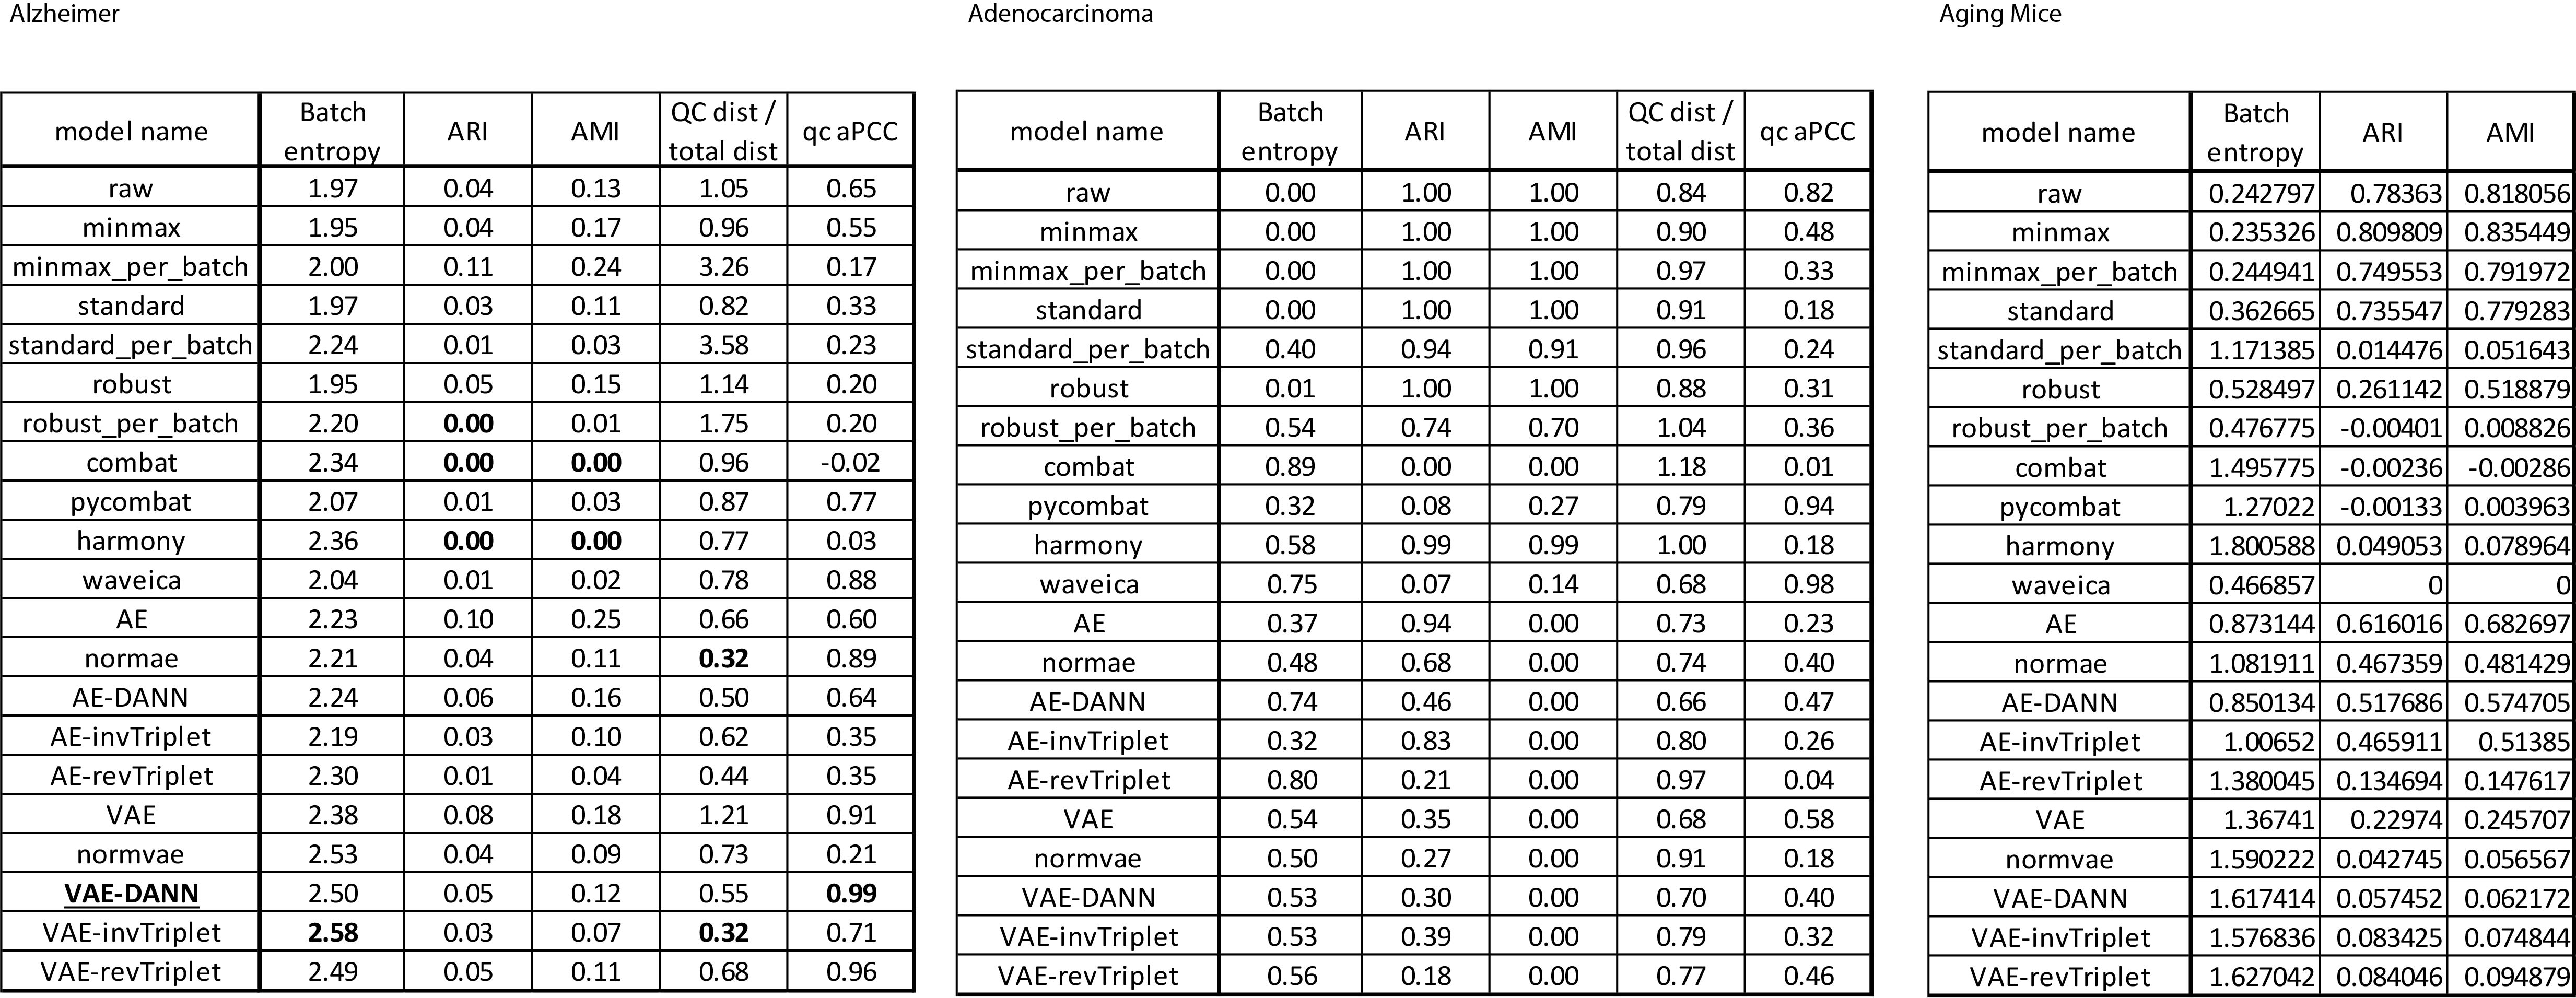 Alzheimer
model name Batch entropy ARI AMI QC dist / total dist qc aPCC
raw 1.97 0.04 0.13 1.05 0.65
minmax 1.95 0.04 0.17 0.96 0.55
minmax_per_batch 2.00 0.11 0.24 3.26 0.17
standard 1.97 0.03 0.11 0.82 0.33
standard_per_batch 2.24 0.01 0.03 3.58 0.23
robust 1.95 0.05 0.15 1.14 0.20
robust_per_batch 2.20 0.00 0.01 1.75 0.20
combat 2.34 0.00 0.00 0.96 -0.02
pycombat 2.07 0.01 0.03 0.87 0.77
harmony 2.36 0.00 0.00 0.77 0.03
waveica 2.04 0.01 0.02 0.78 0.88
AE 2.23 0.10 0.25 0.66 0.60
normae 2.21 0.04 0.11 0.32 0.89
AE-DANN 2.24 0.06 0.16 0.50 0.64
AE-invTriplet 2.19 0.03 0.10 0.62 0.35
AE-revTriplet 2.30 0.01 0.04 0.44 0.35
VAE 2.38 0.08 0.18 1.21 0.91
normvae 2.53 0.04 0.09 0.73 0.21
VAE-DANN 2.50 0.05 0.12 0.55 0.99
VAE-invTriplet 2.58 0.03 0.07 0.32 0.71
VAE-revTriplet 2.49 0.05 0.11 0.68 0.96
Adenocarcinoma
model name Batch entropy ARI AMI QC dist / total dist qc aPCC
raw 0.00 1.00 1.00 0.84 0.82
minmax 0.00 1.00 1.00 0.90 0.48
minmax_per_batch 0.00 1.00 1.00 0.97 0.33
standard 0.00 1.00 1.00 0.91 0.18
standard_per_batch 0.40 0.94 0.91 0.96 0.24
robust 0.01 1.00 1.00 0.88 0.31
robust_per_batch 0.54 0.74 0.70 1.04 0.36
combat 0.89 0.00 0.00 1.18 0.01
pycombat 0.32 0.08 0.27 0.79 0.94
harmony 0.58 0.99 0.99 1.00 0.18
waveica 0.75 0.07 0.14 0.68 0.98
AE 0.37 0.94 0.00 0.73 0.23
normae 0.48 0.68 0.00 0.74 0.40
AE-DANN 0.74 0.46 0.00 0.66 0.47
AE-invTriplet 0.32 0.83 0.00 0.80 0.26
AE-revTriplet 0.80 0.21 0.00 0.97 0.04
VAE 0.54 0.35 0.00 0.68 0.58
normvae 0.50 0.27 0.00 0.91 0.18
VAE-DANN 0.53 0.30 0.00 0.70 0.40
VAE-invTriplet 0.53 0.39 0.00 0.79 0.32
VAE-revTriplet 0.56 0.18 0.00 0.77 0.46
Aging Mice
model name Batch entropy ARI AMI
raw 0.242797 0.78363 0.818056
minmax 0.235326 0.809809 0.835449
minmax_per_batch 0.244941 0.749553 0.791972
standard 0.362665 0.735547 0.779283
standard_per_batch 1.171385 0.014476 0.051643
robust 0.528497 0.261142 0.518879
robust_per_batch 0.476775 -0.00401 0.008826
combat 1.495775 -0.00236 -0.00286
pycombat 1.27022 -0.00133 0.003963
harmony 1.800588 0.049053 0.078964
waveica 0.466857 0 0
AE 0.873144 0.616016 0.682697
normae 1.081911 0.467359 0.481429
AE-DANN 0.850134 0.517686 0.574705
AE-invTriplet 1.00652 0.465911 0.51385
AE-revTriplet 1.380045 0.134694 0.147617
VAE 1.36741 0.22974 0.245707
normvae 1.590222 0.042745 0.056567
VAE-DANN 1.617414 0.057452 0.062172
VAE-invTriplet 1.576836 0.083425 0.074844
VAE-revTriplet 1.627042 0.084046 0.094879